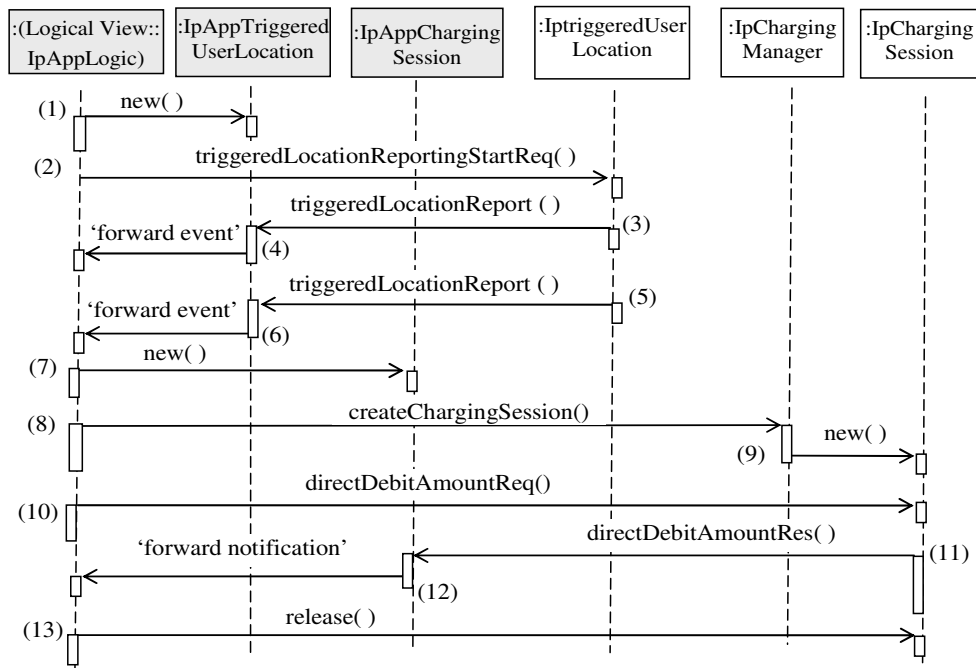 :(Logical View::
IpAppLogic)
:IpAppTriggered
UserLocation
:IpAppCharging
Session
:IptriggeredUser
Location
:IpCharging
Manager
:IpCharging
Session
(1)
new( )
(2)
triggeredLocationReportingStartReq( )
triggeredLocationReport ( )
(3)
‘forward event’
(4)
triggeredLocationReport ( )
(5)
‘forward event’
(6)
(7)
new( )
(8)
createChargingSession()
(9)
new( )
(10)
directDebitAmountReq()
directDebitAmountRes( )
(11)
‘forward notification’
(12)
(13)
release( )